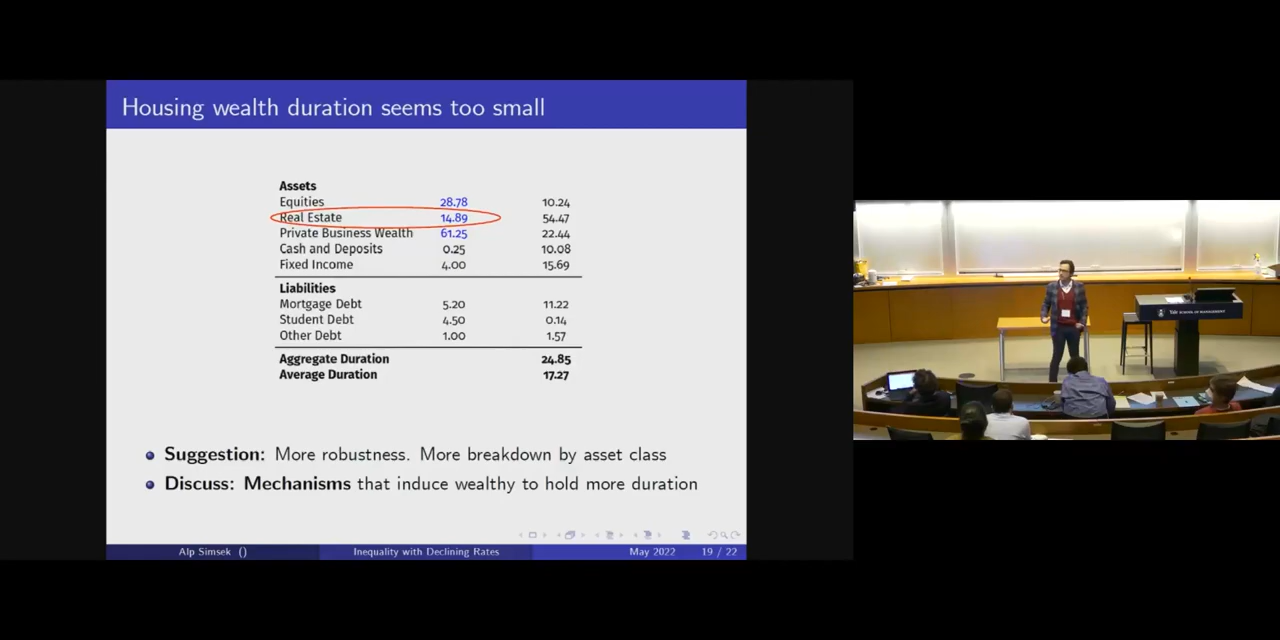 Housing wealth duration seems too small
Assets
Equities 28.78 10.24
Real Estate 14.89 54.47
Private Business Wealth 61.25 22.44
Cash and Deposits 0.25 10.08
Fixed Income 4.00 15.69
Liabilities
Mortgage Debt 5.20 11.22
Student Debt 4.50 0.14
Other Debt 1.00 1.57
Aggregate Duration 24.85
Average Duration 17.27
Suggestion: More robustness. More breakdown by asset class
Discuss: Mechanisms that induce wealthy to hold more duration
Alp Simsek () Inequality with Declining Rates May 2022 19 / 22
Yale SCHOOL OF MANAGEMENT